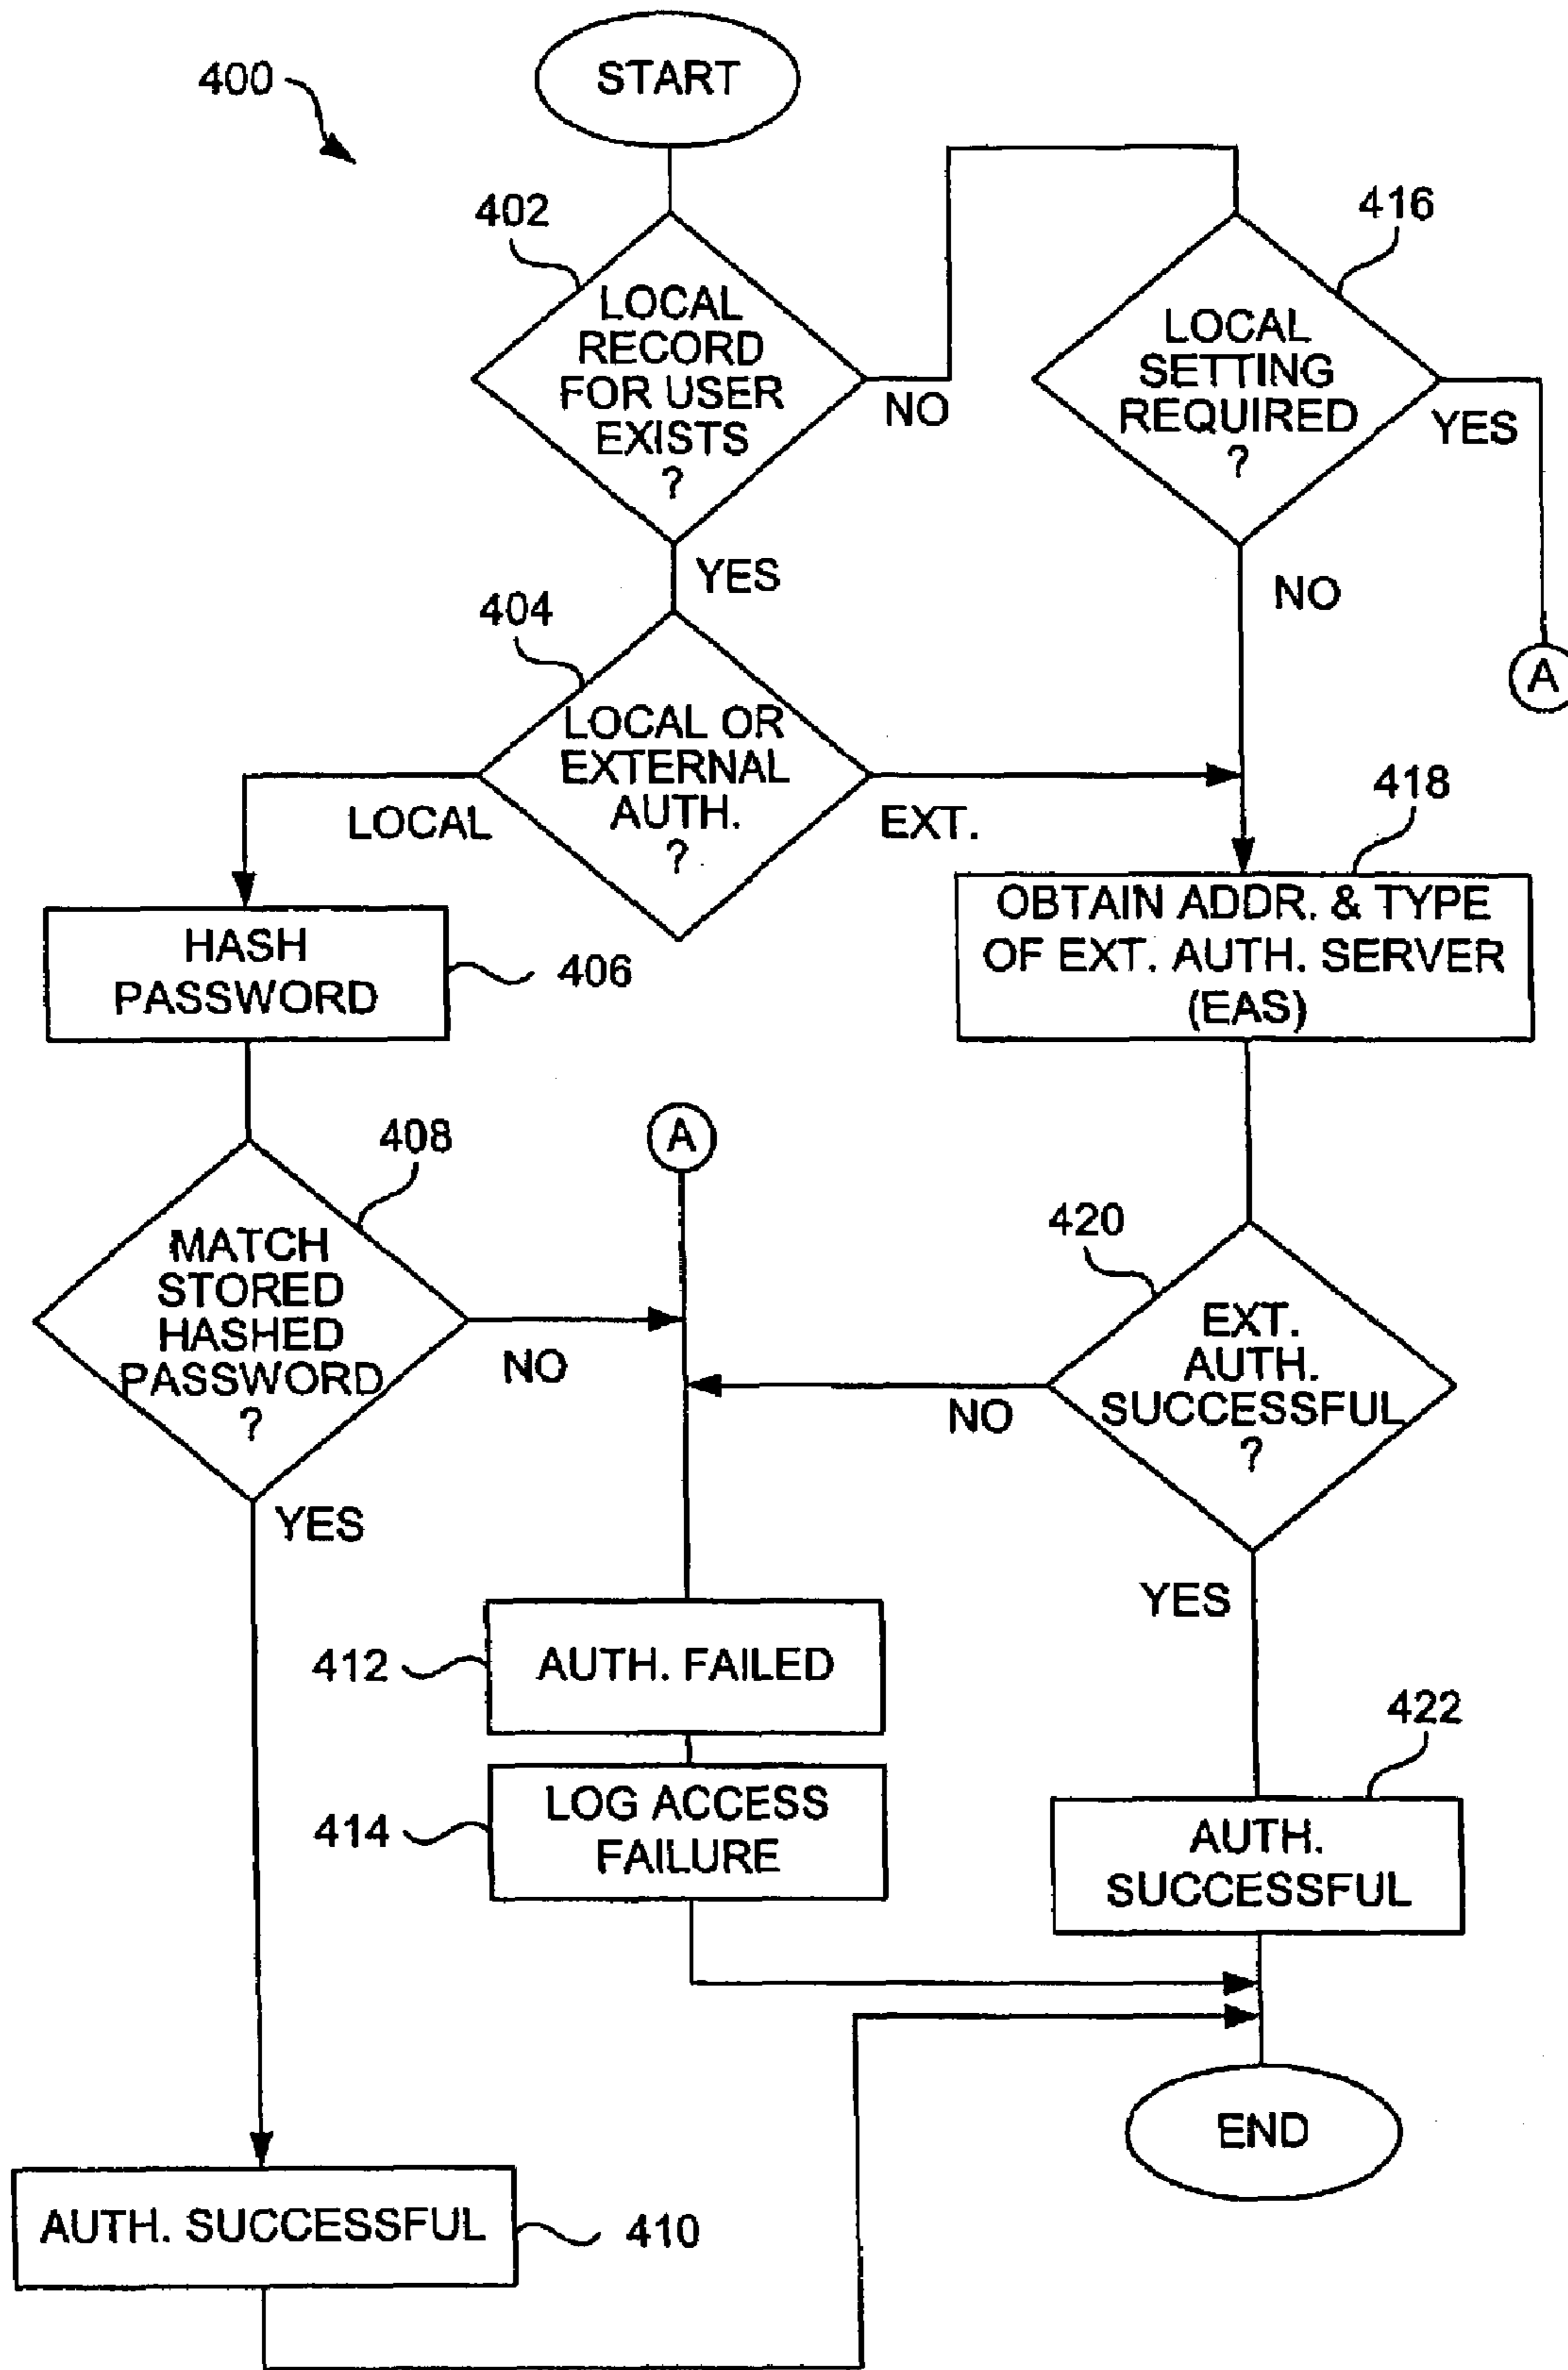 START
400
402
LOCAL
RECORD
FOR USER
EXISTS
?
NO
YES
416
LOCAL
SETTING
REQUIRED
?
YES
NO
A
404
LOCAL OR
EXTERNAL
AUTH.
?
LOCAL
EXT.
418
OBTAIN ADDR. & TYPE
OF EXT. AUTH. SERVER
(EAS)
HASH
PASSWORD
406
408
MATCH
STORED
HASHED
PASSWORD
?
NO
YES
A
420
EXT.
AUTH.
SUCCESSFUL
?
NO
YES
412
AUTH. FAILED
414
LOG ACCESS
FAILURE
422
AUTH.
SUCCESSFUL
END
AUTH. SUCCESSFUL
410